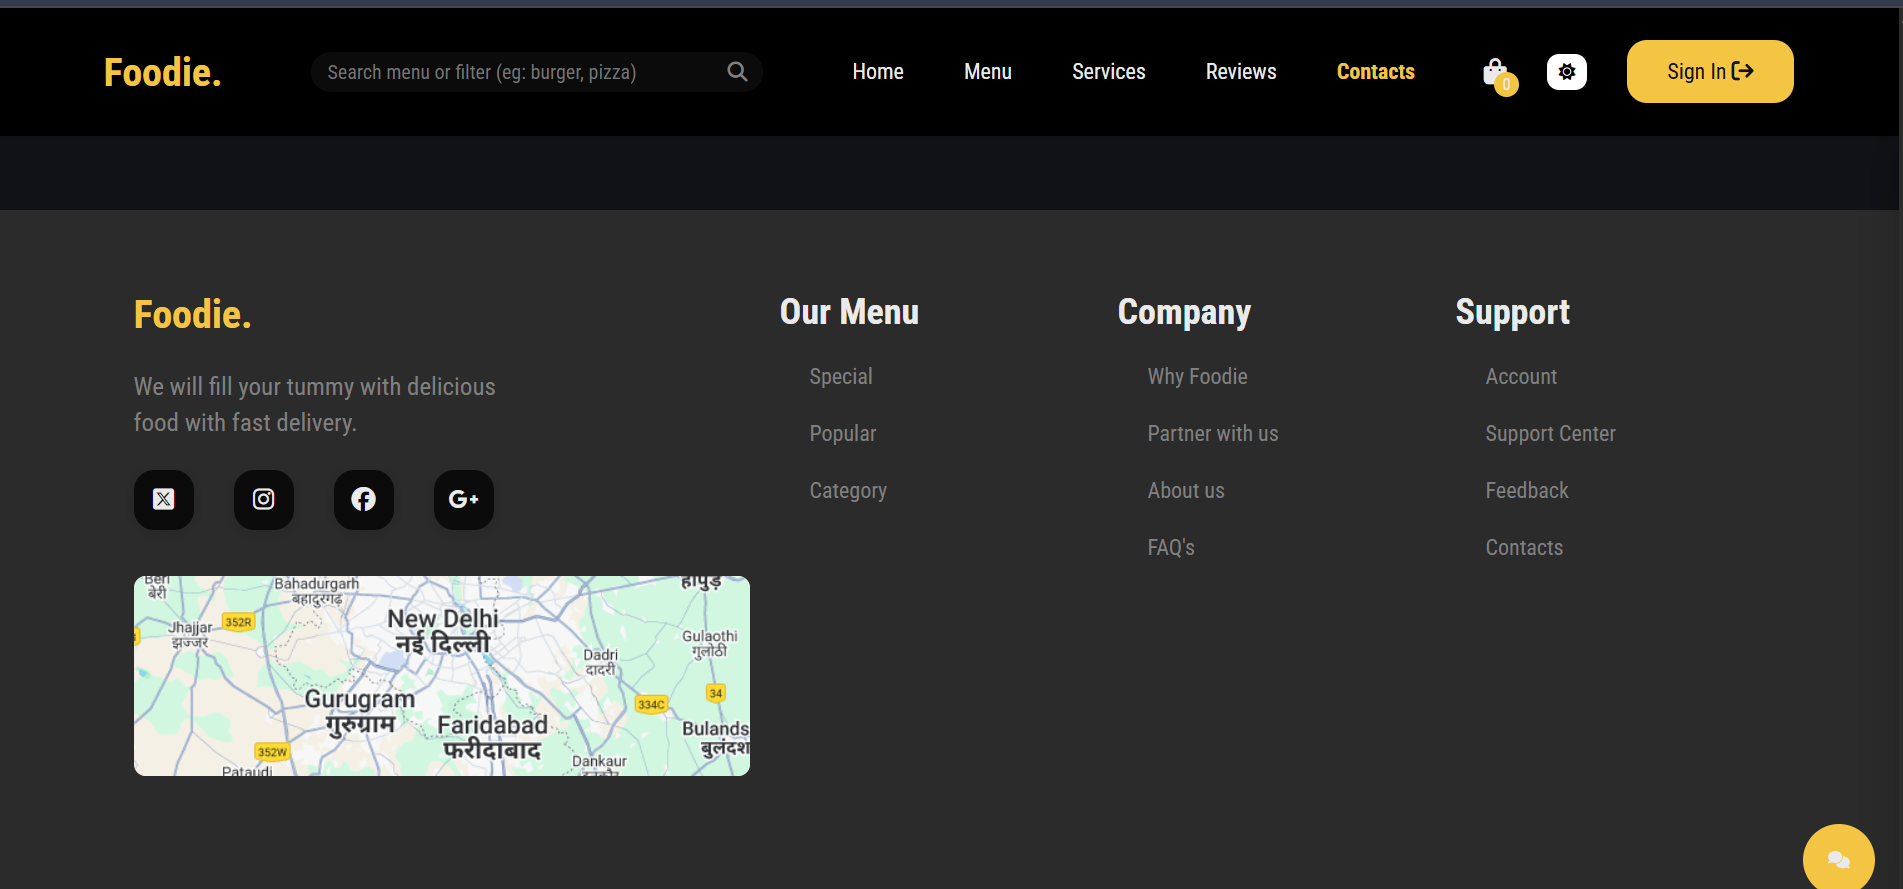 Foodie.
Search menu or filter (eg: burger, pizza)
Home
Menu
Services
Reviews
Contacts
0
Sign In
Foodie.
We will fill your tummy with delicious
food with fast delivery.
G+
Our Menu
Special
Popular
Category
Company
Why Foodie
Partner with us
About us
FAQ's
Support
Account
Support Center
Feedback
Contacts
बेरी
Bahadurgarh
बहादुरगढ़
हापुड़
Jhajjar
झज्जर
352R
New Delhi
नई दिल्ली
Gulaothi
गुलोठी
Dadri
दादरी
Gurugram
गुरुग्राम
334C
34
Faridabad
फरीदाबाद
Bulands
बुलंदश
352W
Dankaur
Pataudi